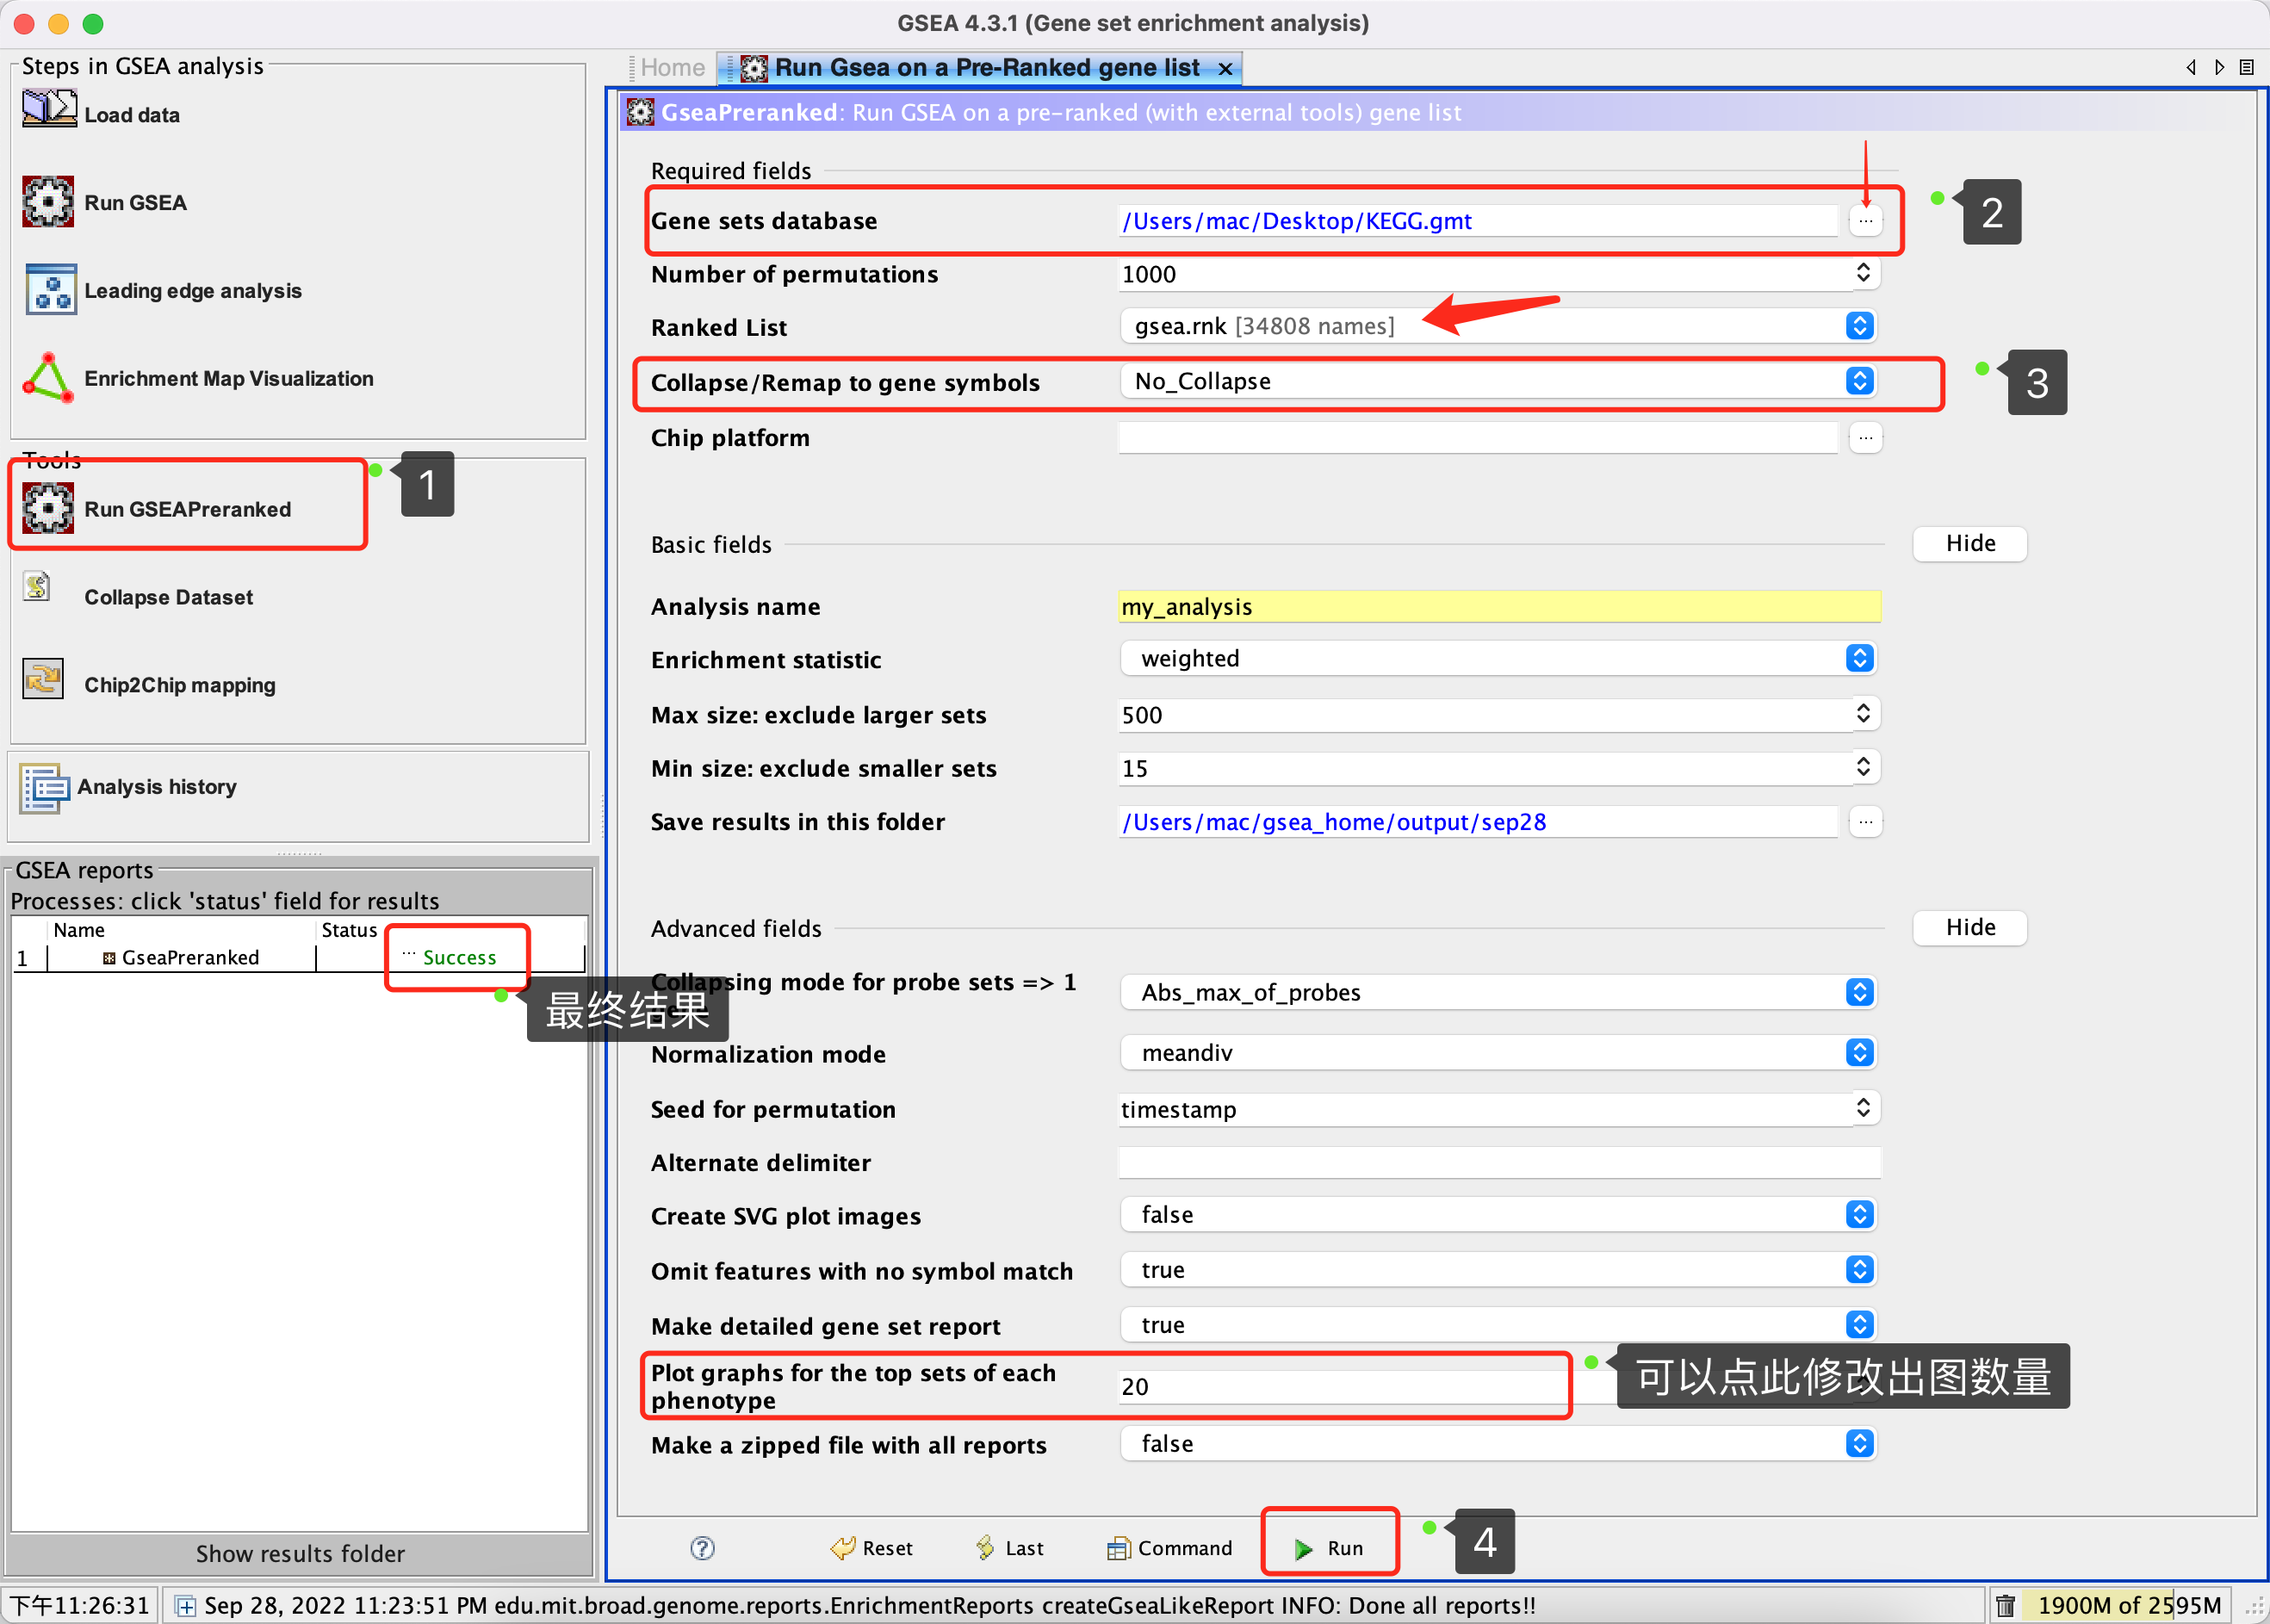 GSEA 4.3.1 (Gene set enrichment analysis)
Steps in GSEA analysis
Load data
Run GSEA
Leading edge analysis
Enrichment Map Visualization
Tools
Run GSEAPreranked
1
Collapse Dataset
Chip2Chip mapping
Analysis history
GSEA reports
Processes: click 'status' field for results
Name Status
1 GseaPreranked ... Success
最终结果
Show results folder
Home Run Gsea on a Pre-Ranked gene list ×
GseaPreranked: Run GSEA on a pre-ranked (with external tools) gene list
Required fields
Gene sets database /Users/mac/Desktop/KEGG.gmt ...
2
Number of permutations 1000
Ranked List gsea.rnk [34808 names]
Collapse/Remap to gene symbols No_Collapse
3
Chip platform ...
Basic fields Hide
Analysis name my_analysis
Enrichment statistic weighted
Max size: exclude larger sets 500
Min size: exclude smaller sets 15
Save results in this folder /Users/mac/gsea_home/output/sep28 ...
Advanced fields Hide
Collapsing mode for probe sets => 1 Abs_max_of_probes
Normalization mode meandiv
Seed for permutation timestamp
Alternate delimiter
Create SVG plot images false
Omit features with no symbol match true
Make detailed gene set report true
Plot graphs for the top sets of each
phenotype 20
可以点此修改出图数量
Make a zipped file with all reports false
? Reset Last Command Run
4
下午11:26:31 Sep 28, 2022 11:23:51 PM edu.mit.broad.genome.reports.EnrichmentReports createGseaLikeReport INFO: Done all reports!! 1900M of 2595M